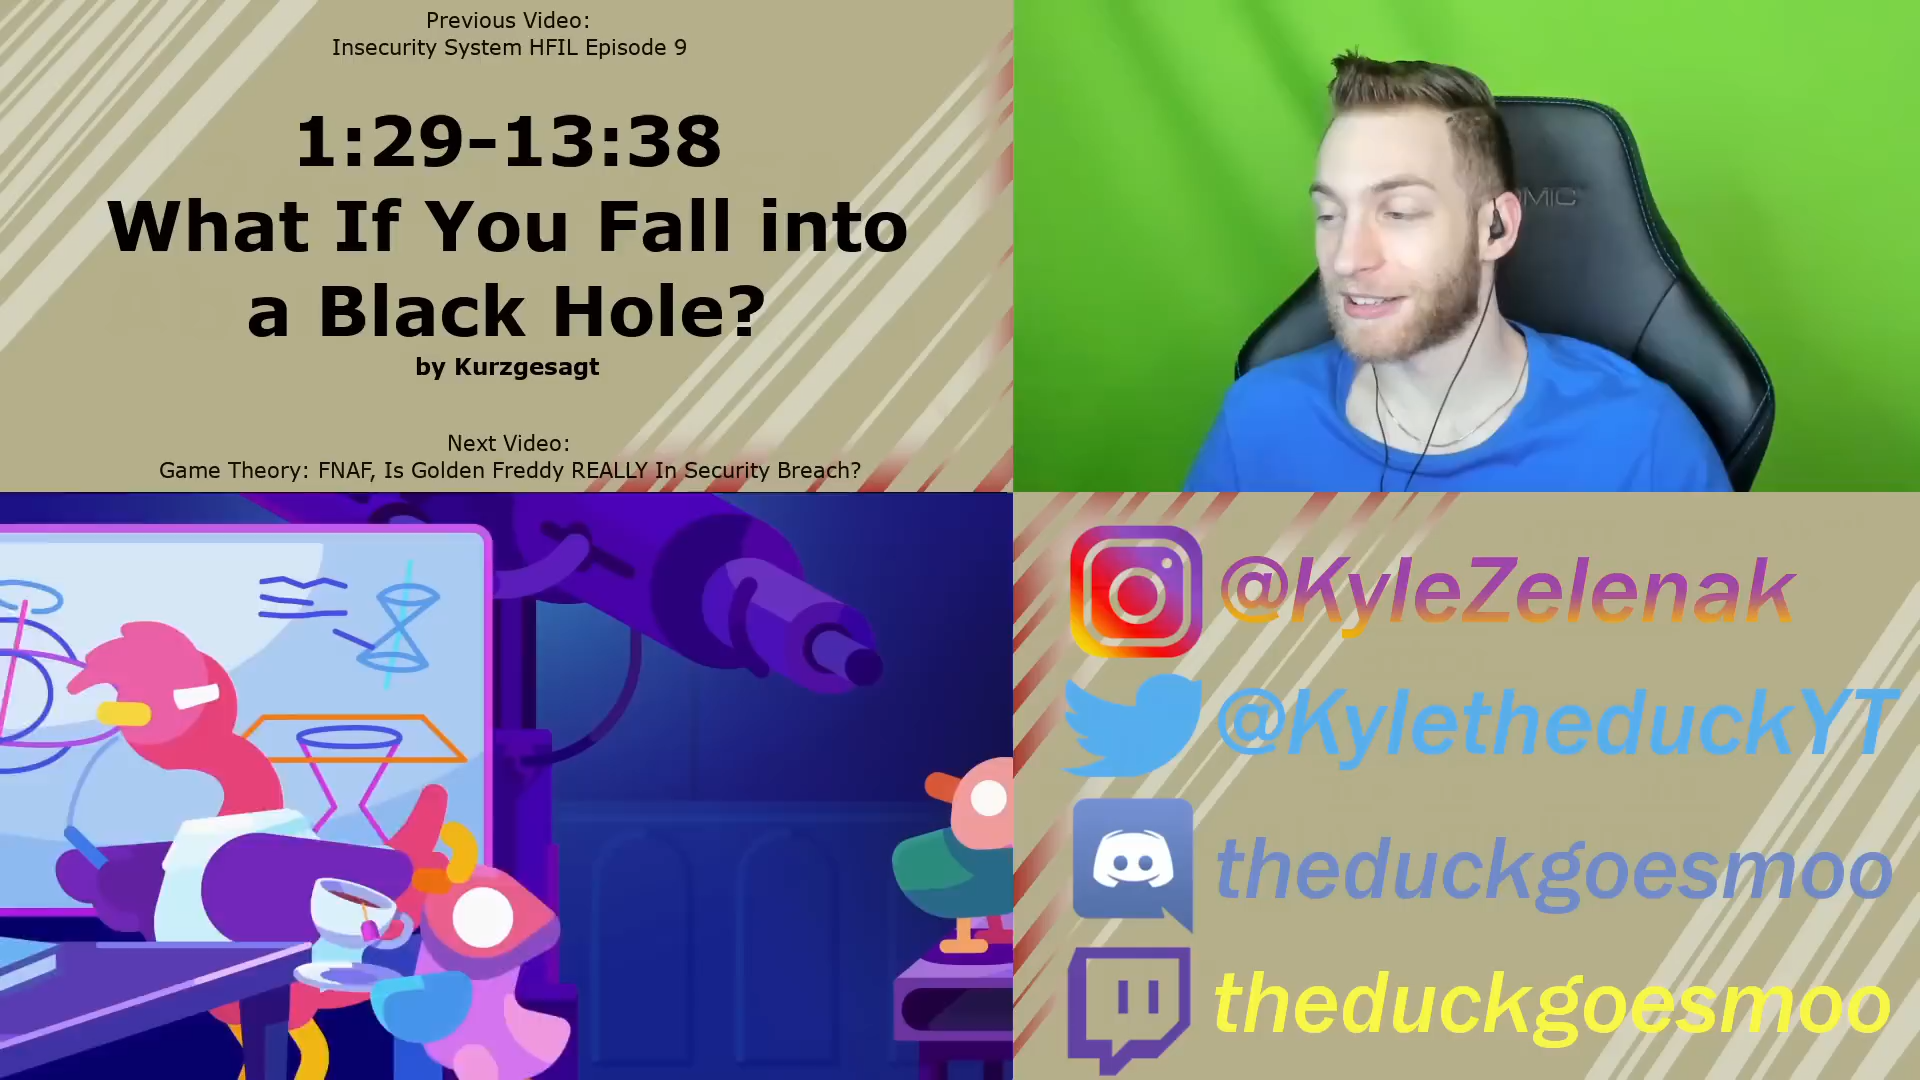 Previous Video:
Insecurity System HFIL Episode 9
1:29-13:38
What If You Fall into
a Black Hole?
by Kurzgesagt
Next Video:
Game Theory: FNAF, Is Golden Freddy REALLY In Security Breach?
OMIC
@KyleZelenak
@KyletheduckYT
theduckgoesmoo
theduckgoesmoo